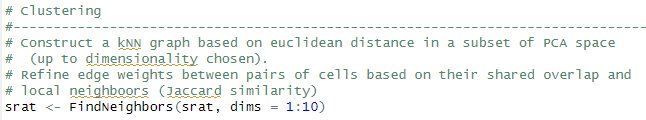 # Clustering
#-------------------------------------------------------------------------------
# Construct a kNN graph based on euclidean distance in a subset of PCA space
#  (up to dimensionality chosen).
# Refine edge weights between pairs of cells based on their shared overlap and
# local neighboors (Jaccard similarity)
srat <- FindNeighbors(srat, dims = 1:10)